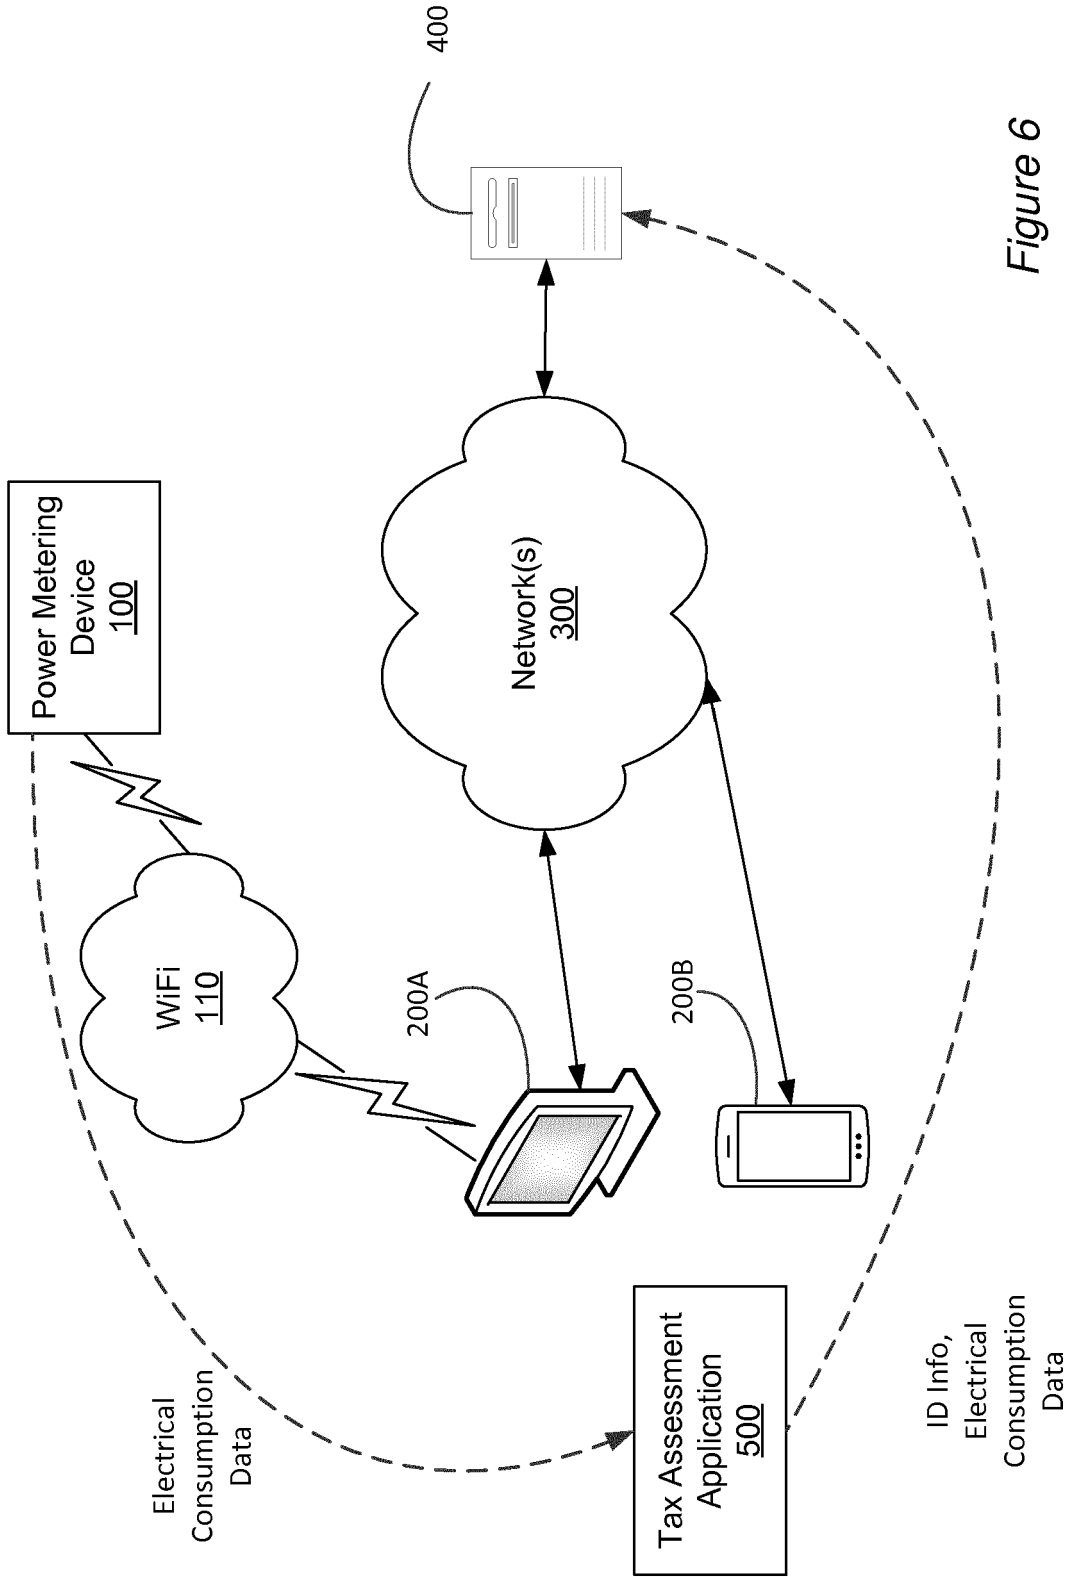 Power Metering
Device
100
WiFi
110
Electrical
Consumption
Data
200A
Network(s)
300
400
200B
Tax Assessment
Application
500
ID Info,
Electrical
Consumption
Data
Figure 6